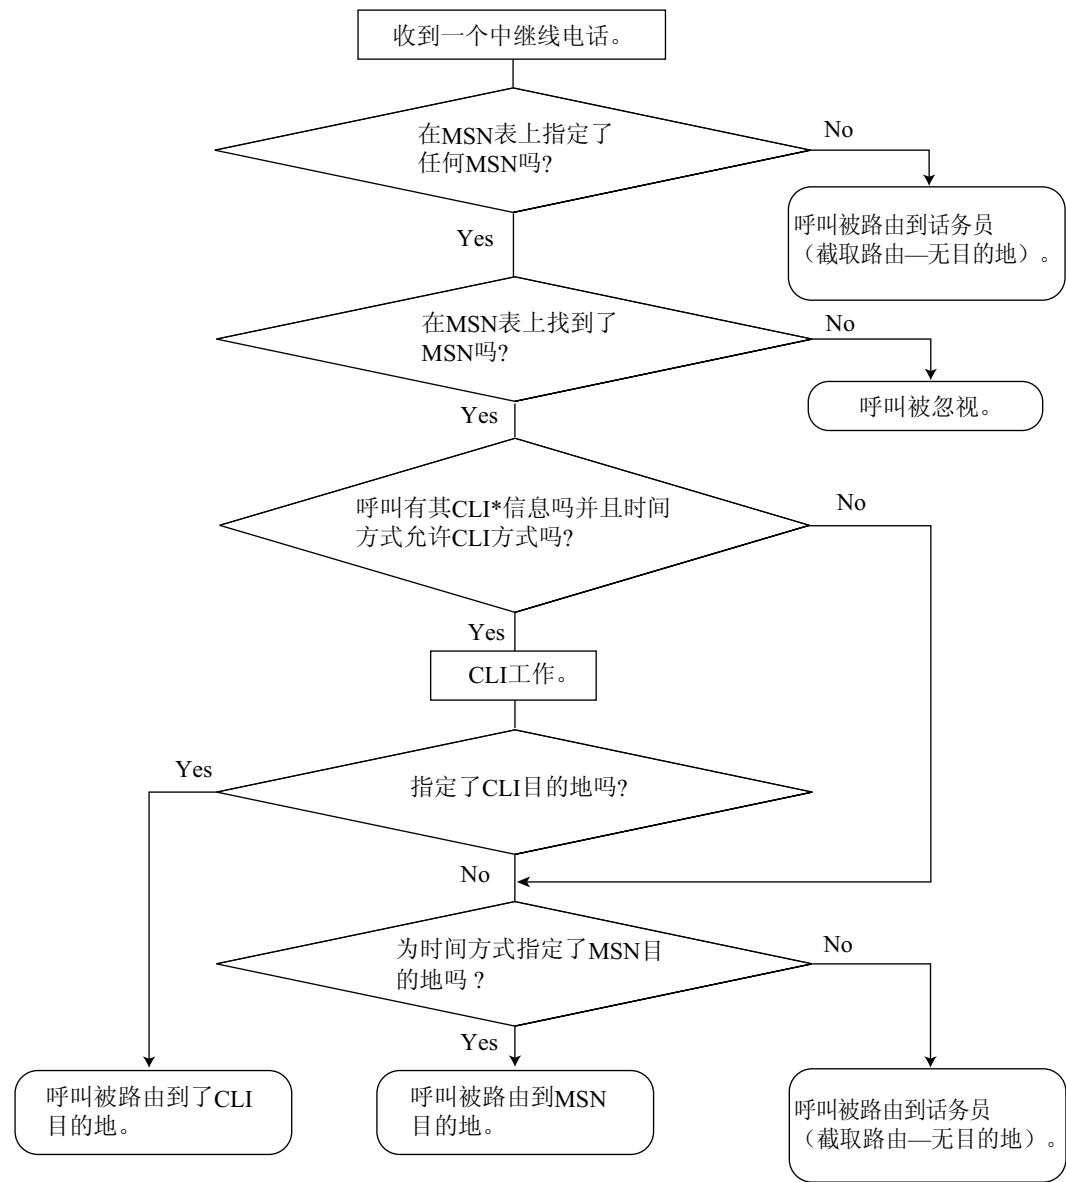 收到一个中继线电话。
在MSN表上指定了
任何MSN吗?
No
呼叫被路由到话务员
（截取路由—无目的地）。
Yes
在MSN表上找到了
MSN吗?
No
呼叫被忽视。
Yes
呼叫有其CLI*信息吗并且时间
方式允许CLI方式吗?
No
Yes
CLI工作。
Yes
指定了CLI目的地吗?
No
为时间方式指定了MSN目
的地吗？
No
Yes
呼叫被路由到了CLI
目的地。
呼叫被路由到MSN
目的地。
呼叫被路由到话务员
（截取路由—无目的地）。